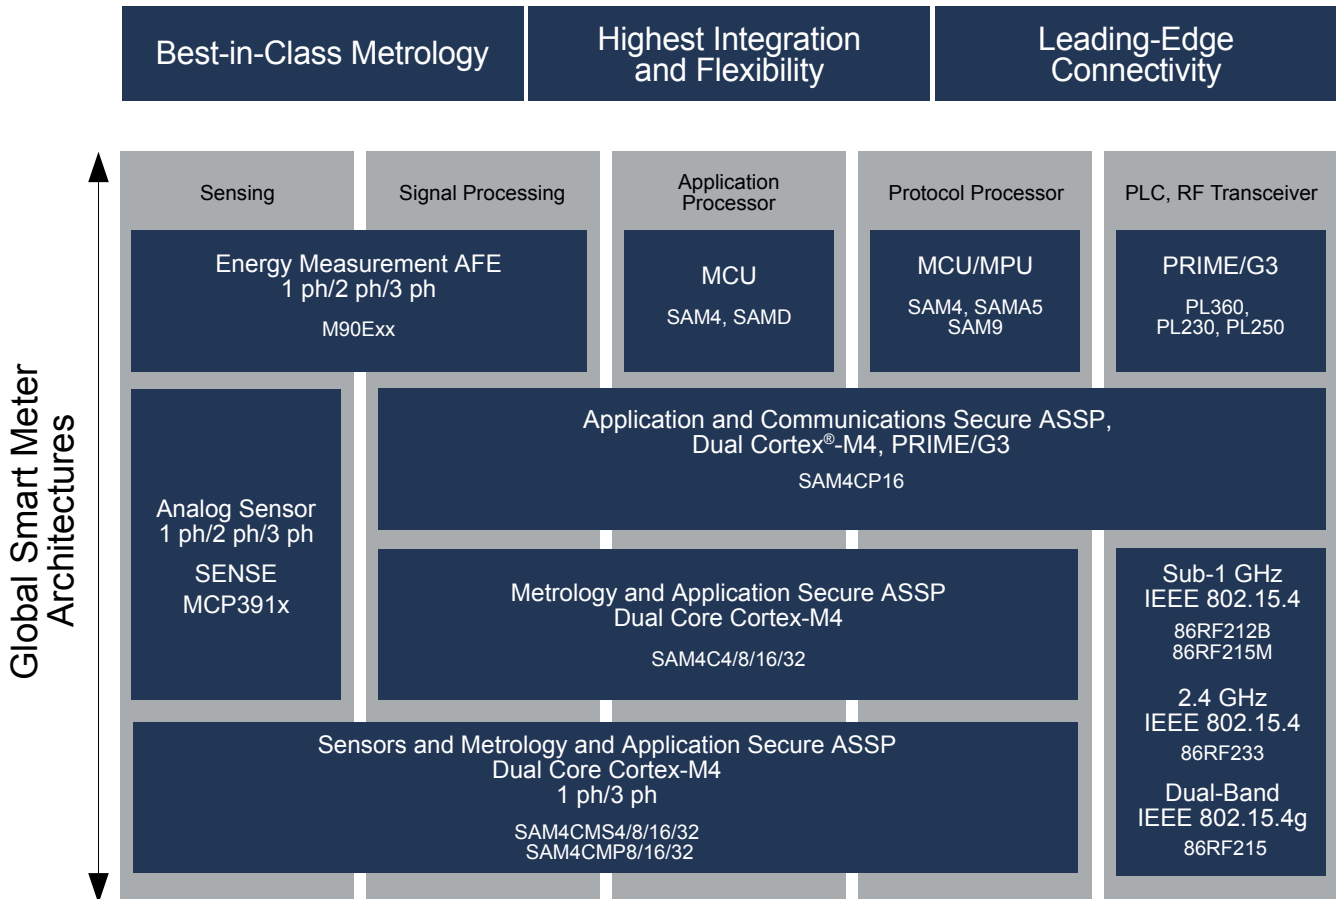 Best-in-Class Metrology
Highest Integration
and Flexibility
Leading-Edge
Connectivity
Global Smart Meter
Architectures
Sensing
Signal Processing
Application
Processor
Protocol Processor
PLC, RF Transceiver
Energy Measurement AFE
1 ph/2 ph/3 ph
M90Exx
MCU
SAM4, SAMD
MCU/MPU
SAM4, SAMA5
SAM9
PRIME/G3
PL360,
PL230, PL250
Analog Sensor
1 ph/2 ph/3 ph
SENSE
MCP391x
Application and Communications Secure ASSP,
Dual Cortex®-M4, PRIME/G3
SAM4CP16
Metrology and Application Secure ASSP
Dual Core Cortex-M4
SAM4C4/8/16/32
Sub-1 GHz
IEEE 802.15.4
86RF212B
86RF215M
2.4 GHz
IEEE 802.15.4
86RF233
Dual-Band
IEEE 802.15.4g
86RF215
Sensors and Metrology and Application Secure ASSP
Dual Core Cortex-M4
1 ph/3 ph
SAM4CMS4/8/16/32
SAM4CMP8/16/32